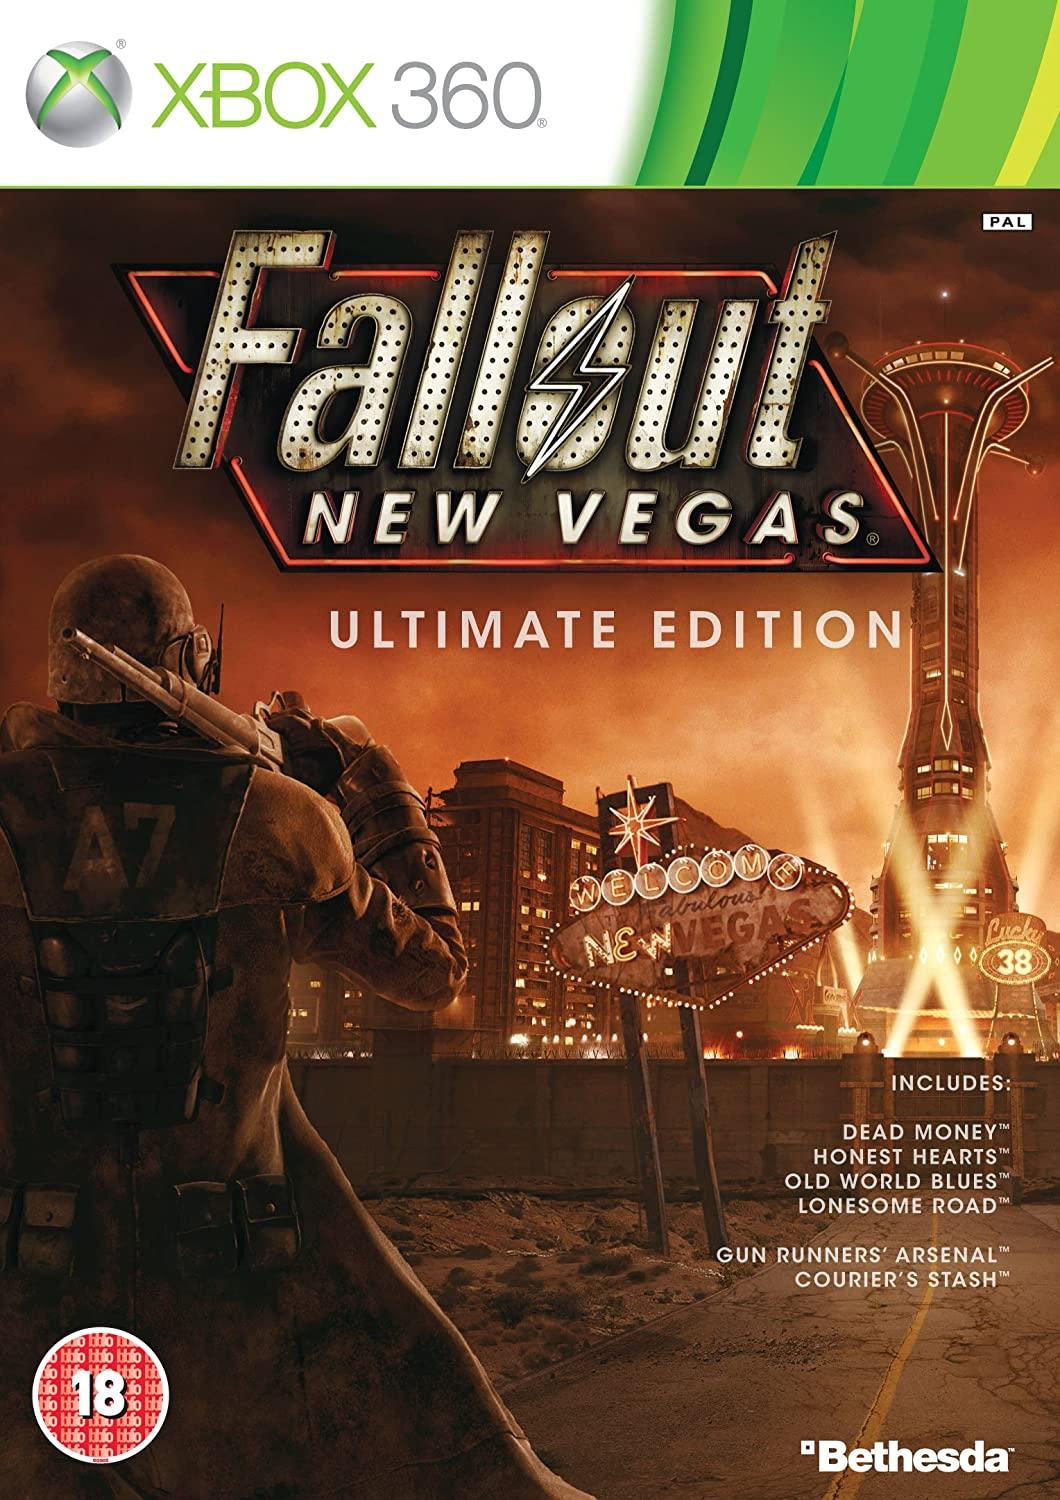 XBOX 360®
PAL
Fallout
NEW VEGAS®
ULTIMATE EDITION
A7
WELCOME
TO Fabulous
NEW VEGAS
Lucky
38
INCLUDES:
DEAD MONEY™
HONEST HEARTS™
OLD WORLD BLUES™
LONESOME ROAD™
GUN RUNNERS' ARSENAL™
COURIER'S STASH™
18
Bethesda™